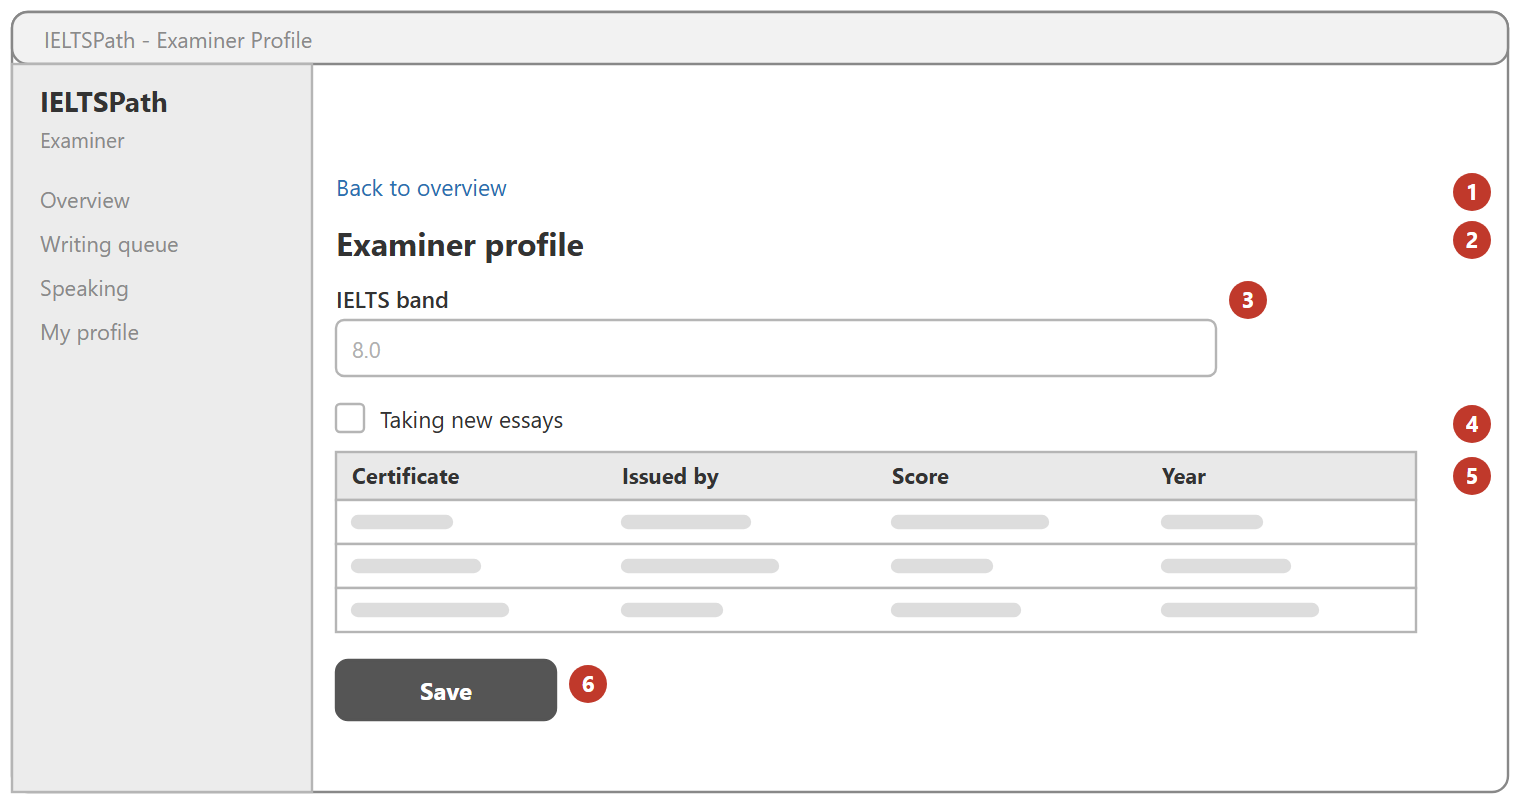 IELTSPath - Examiner Profile
IELTSPath
Examiner
Overview
Writing queue
Speaking
My profile
Back to overview 1
Examiner profile 2
IELTS band 3
8.0
Taking new essays 4
Certificate Issued by Score Year 5
Save 6